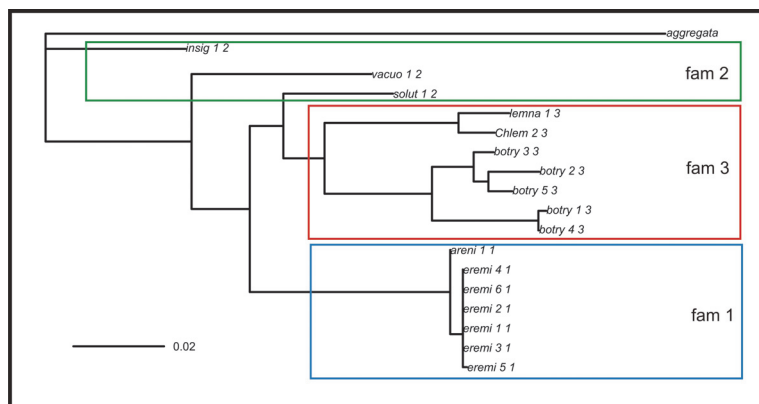 aggregata
insig 1 2
vacuo 1 2
fam 2
solut 1 2
lemna 1 3
Chlem 2 3
botry 3 3
fam 3
botry 2 3
botry 5 3
botry 1 3
botry 4 3
areni 1 1
eremi 4 1
eremi 6 1
eremi 2 1
fam 1
eremi 1 1
eremi 3 1
0.02
eremi 5 1